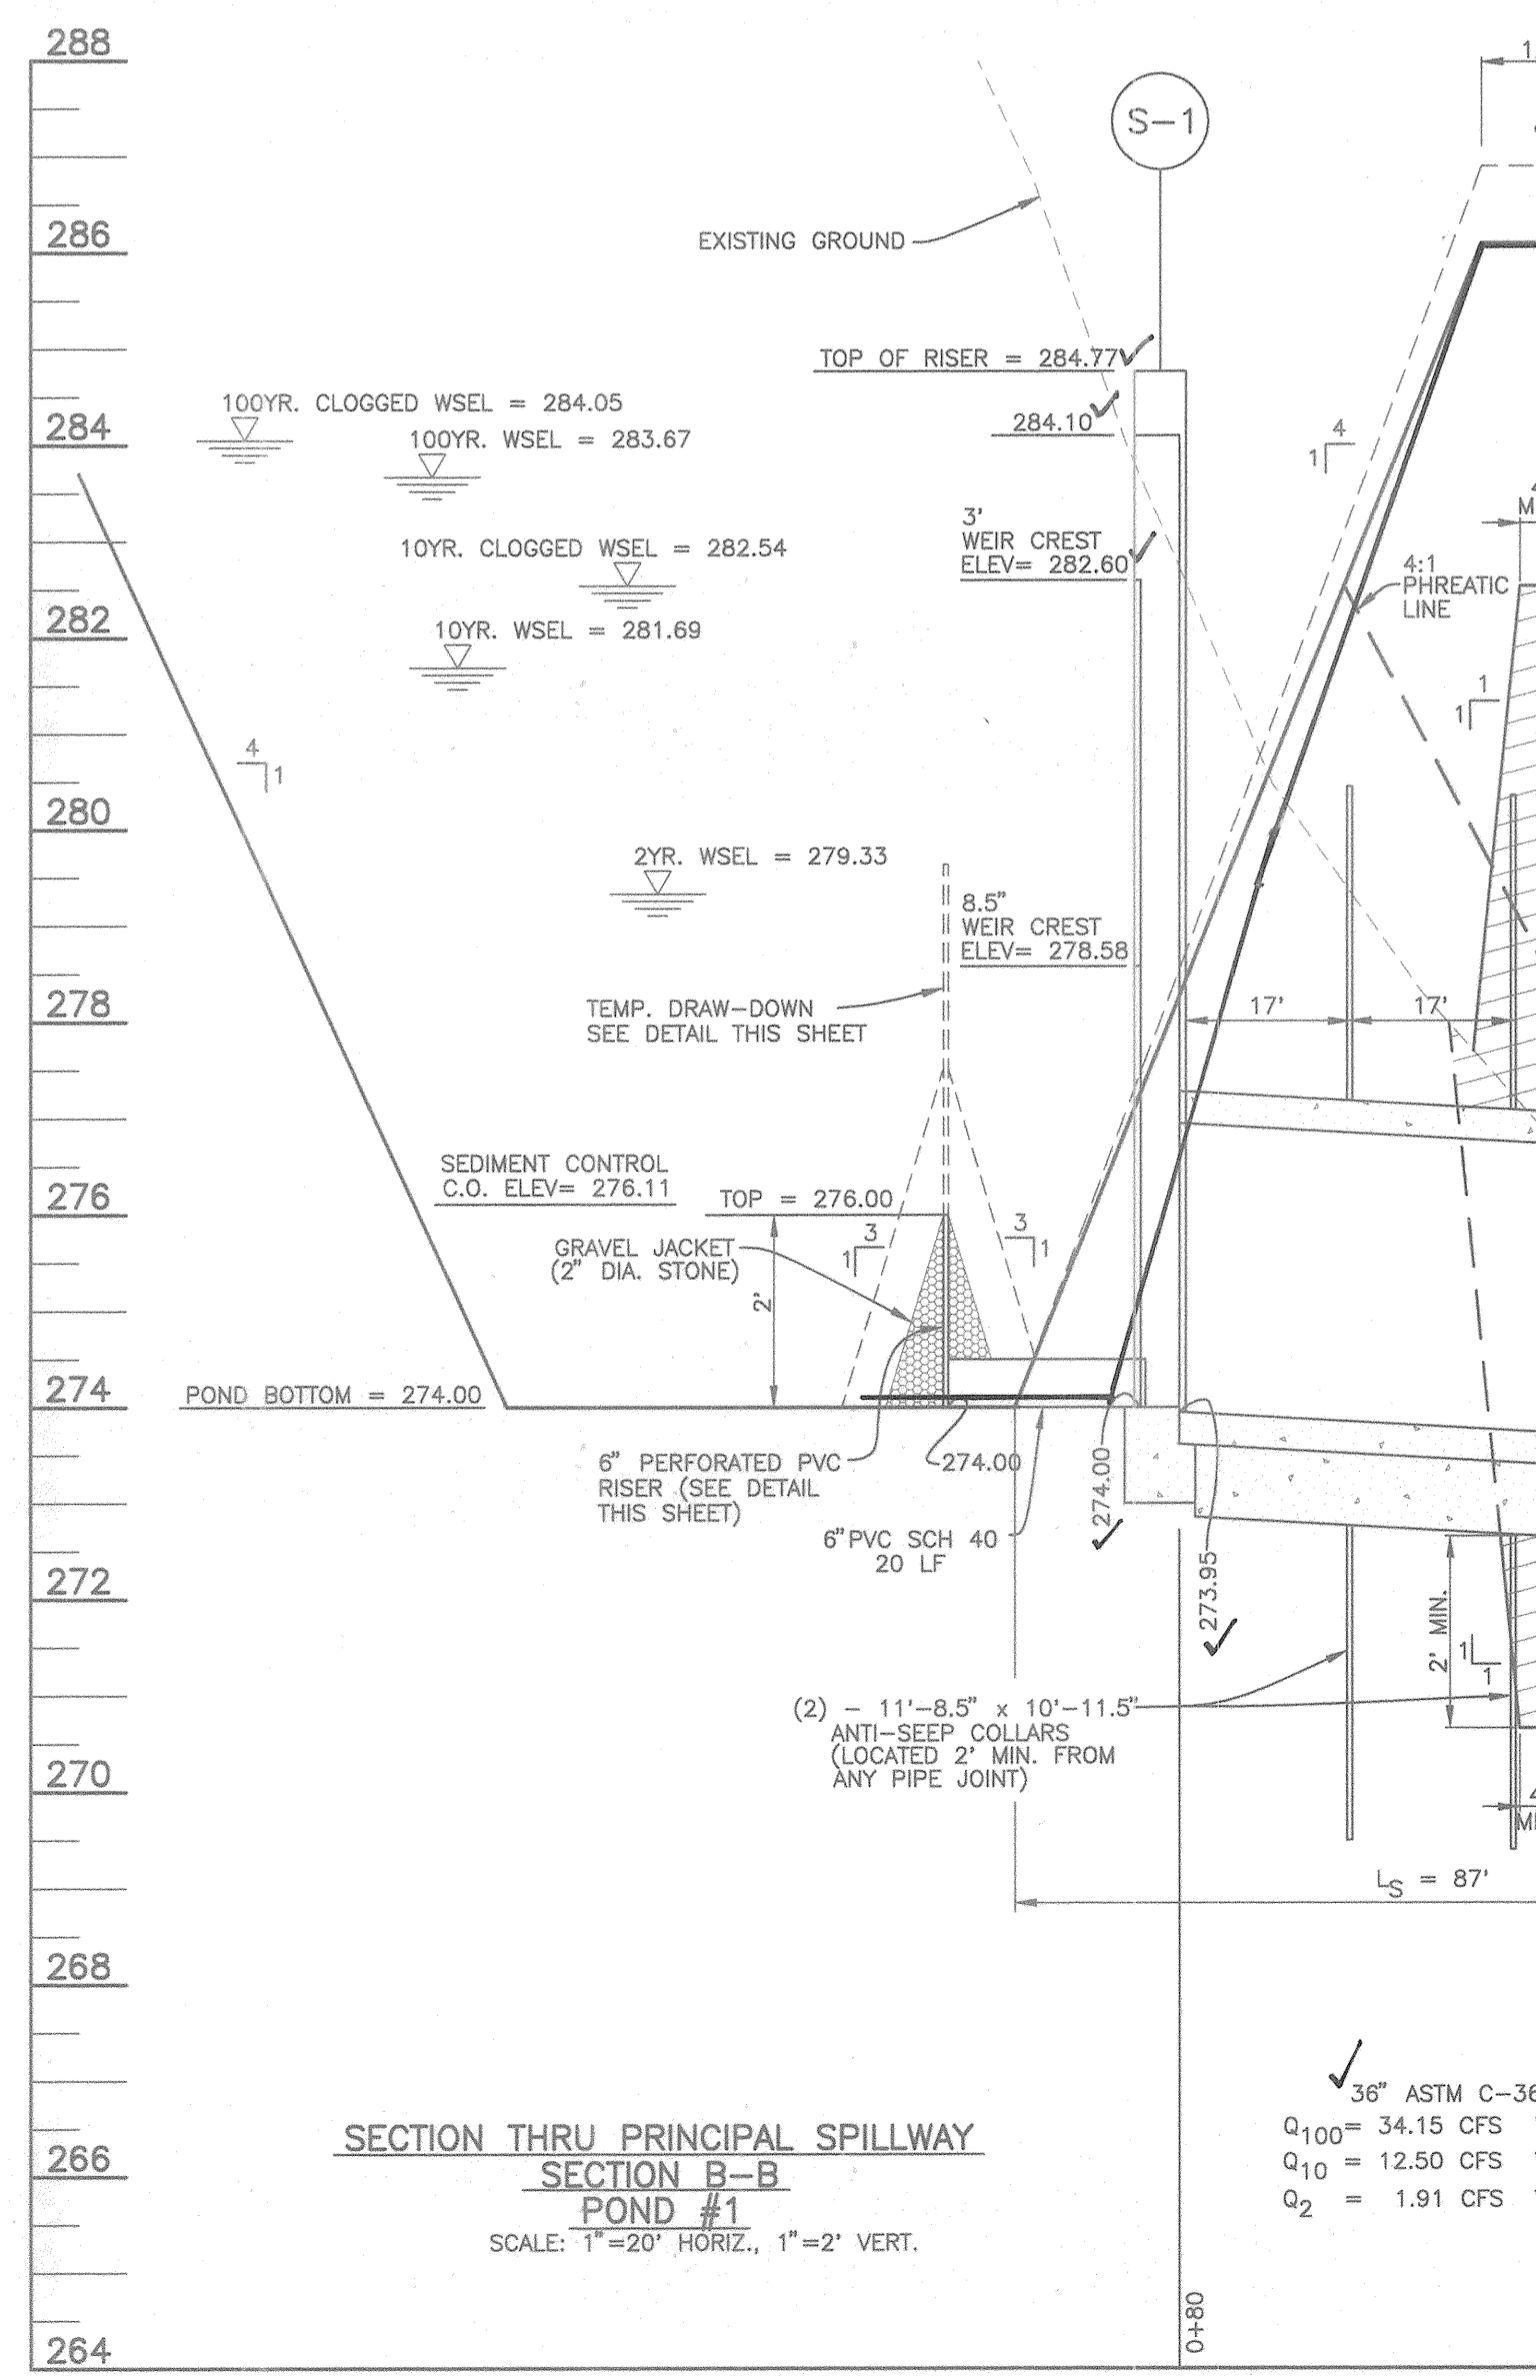 288
286
284
282
280
278
276
274
272
270
268
266
264
S-1
EXISTING GROUND
TOP OF RISER = 284.77
284.10
100YR. CLOGGED WSEL = 284.05
100YR. WSEL = 283.67
10YR. CLOGGED WSEL = 282.54
10YR. WSEL = 281.69
3'
WEIR CREST
ELEV= 282.60
4
1
4:1
PHREATIC
LINE
1
1
4
1
2YR. WSEL = 279.33
8.5"
WEIR CREST
ELEV= 278.58
TEMP. DRAW-DOWN
SEE DETAIL THIS SHEET
17'
17'
SEDIMENT CONTROL
C.O. ELEV= 276.11
TOP = 276.00
GRAVEL JACKET
(2" DIA. STONE)
3
1
3
1
2'
POND BOTTOM = 274.00
6" PERFORATED PVC
RISER (SEE DETAIL
THIS SHEET)
274.00
6"PVC SCH 40
20 LF
274.00
273.95
2' MIN.
1
1
(2) - 11'-8.5" x 10'-11.5"
ANTI-SEEP COLLARS
(LOCATED 2' MIN. FROM
ANY PIPE JOINT)
LS = 87'
36" ASTM C-36
Q100= 34.15 CFS
Q10 = 12.50 CFS
Q2 = 1.91 CFS
SECTION THRU PRINCIPAL SPILLWAY
SECTION B-B
POND #1
SCALE: 1"=20' HORIZ., 1"=2' VERT.
0+80